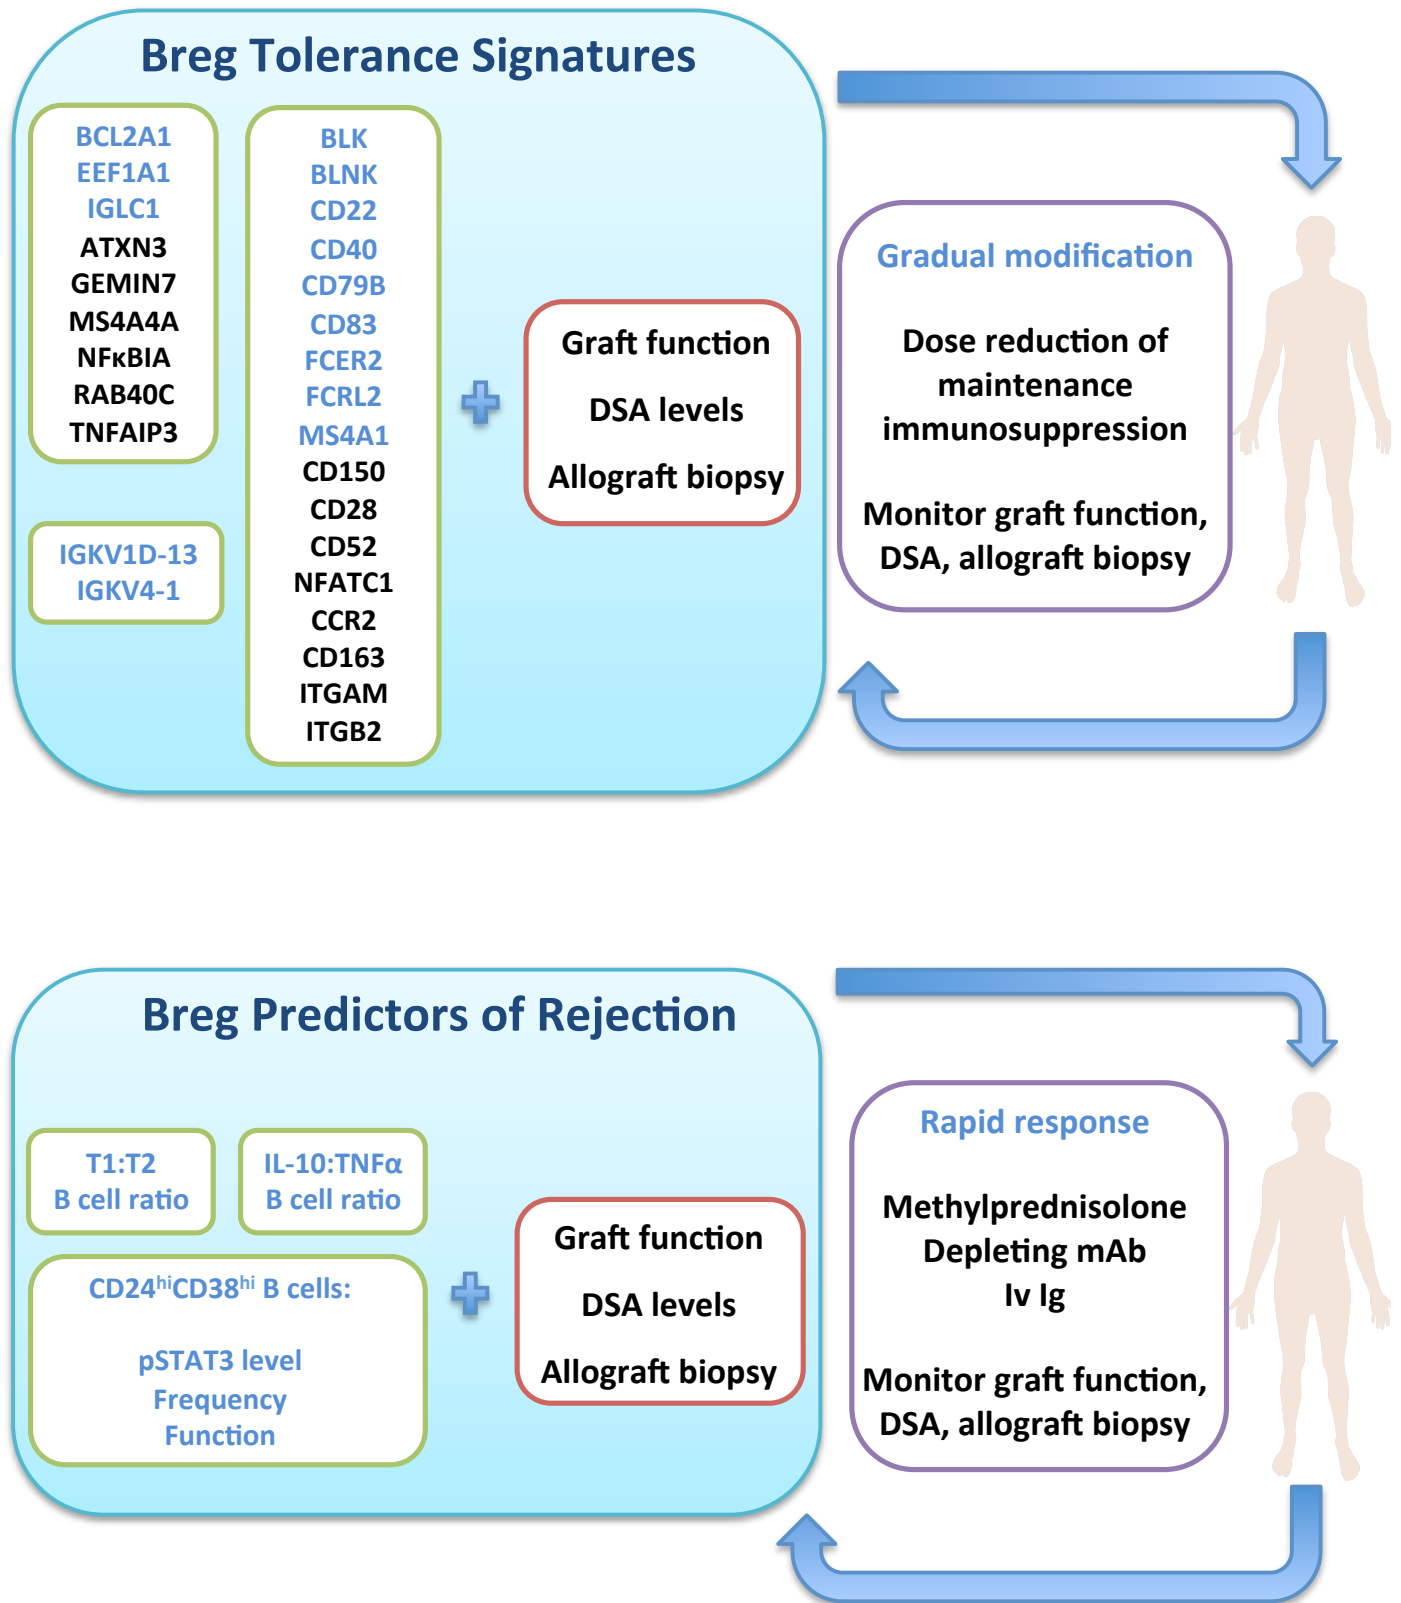 Breg Tolerance Signatures
BCL2A1
EEF1A1
IGLC1
ATXN3
GEMIN7
MS4A4A
NFκBIA
RAB40C
TNFAIP3
IGKV1D-13
IGKV4-1
BLK
BLNK
CD22
CD40
CD79B
CD83
FCER2
FCRL2
MS4A1
CD150
CD28
CD52
NFATC1
CCR2
CD163
ITGAM
ITGB2
Graft function
DSA levels
Allograft biopsy
Gradual modification
Dose reduction of
maintenance
immunosuppression
Monitor graft function,
DSA, allograft biopsy
Breg Predictors of Rejection
T1:T2
B cell ratio
IL-10:TNFα
B cell ratio
CD24hiCD38hi B cells:
pSTAT3 level
Frequency
Function
Graft function
DSA levels
Allograft biopsy
Rapid response
Methylprednisolone
Depleting mAb
Iv Ig
Monitor graft function,
DSA, allograft biopsy